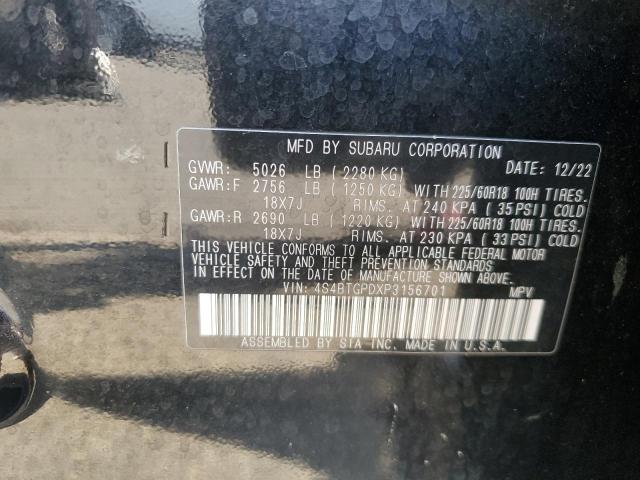 MFD BY SUBARU CORPORATION DATE: 12/22
GVWR: 5026 LB (2280 KG)
GAWR:F 2756 LB (1250 KG) WITH 225/60R18 100H TIRES.
18X7J RIMS. AT 240 KPA (35 PSI) COLD
GAWR:R 2690 LB (1220 KG) WITH 225/60R18 100H TIRES.
18X7J RIMS. AT 230 KPA (33 PSI) COLD
THIS VEHICLE CONFORMS TO ALL APPLICABLE FEDERAL MOTOR
VEHICLE SAFETY AND THEFT PREVENTION STANDARDS
IN EFFECT ON THE DATE OF MANUFACTURE SHOWN ABOVE.
VIN: 4S4BTGPDXP3156701 MPV
ASSEMBLED BY SIA INC. MADE IN U.S.A.